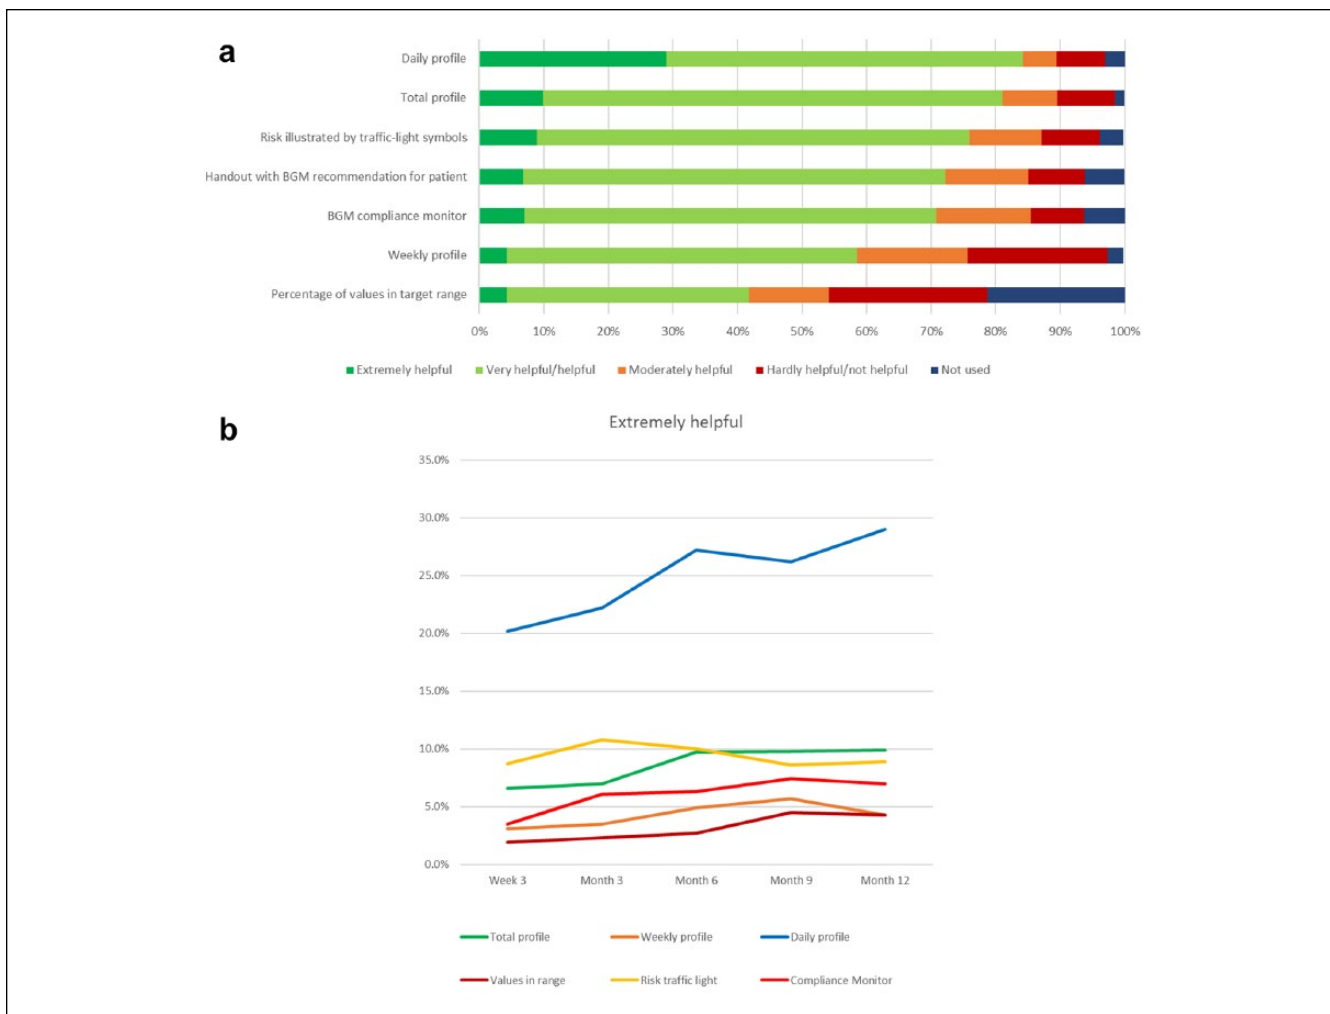 a
Daily profile
Total profile
Risk illustrated by traffic-light symbols
Handout with BGM recommendation for patient
BGM compliance monitor
Weekly profile
Percentage of values in target range
0% 10% 20% 30% 40% 50% 60% 70% 80% 90% 100%
Extremely helpful Very helpful/helpful Moderately helpful Hardly helpful/not helpful Not used
b
Extremely helpful
35.0%
30.0%
25.0%
20.0%
15.0%
10.0%
5.0%
0.0%
Week 3 Month 3 Month 6 Month 9 Month 12
Total profile Weekly profile Daily profile
Values in range Risk traffic light Compliance Monitor